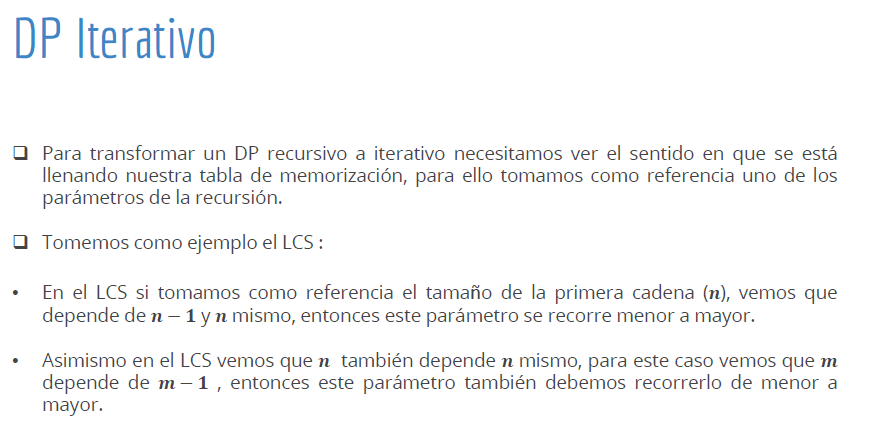 DP Iterativo
❑ Para transformar un DP recursivo a iterativo necesitamos ver el sentido en que se está
llenando nuestra tabla de memorización, para ello tomamos como referencia uno de los
parámetros de la recursión.
❑ Tomemos como ejemplo el LCS :
• En el LCS si tomamos como referencia el tamaño de la primera cadena (n), vemos que
depende de n − 1 y n mismo, entonces este parámetro se recorre menor a mayor.
• Asimismo en el LCS vemos que n también depende n mismo, para este caso vemos que m
depende de m − 1 , entonces este parámetro también debemos recorrerlo de menor a
mayor.